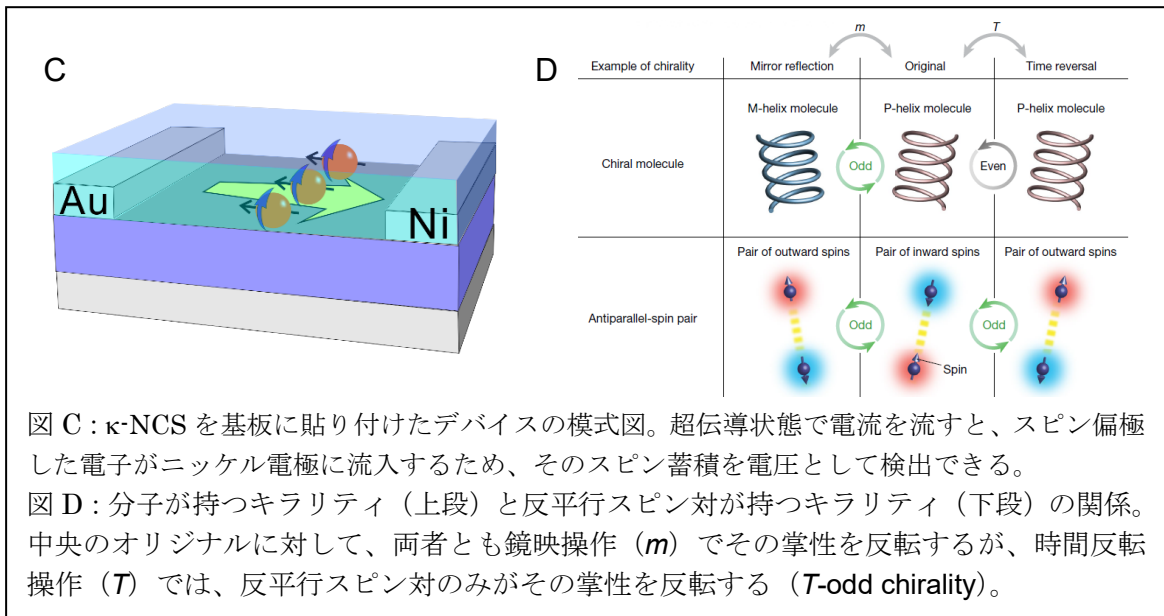 C
Au
Ni
D
m
T
Example of chirality
Mirror reflection
Original
Time reversal
M-helix molecule
P-helix molecule
P-helix molecule
Chiral molecule
Odd
Even
Pair of outward spins
Pair of inward spins
Pair of outward spins
Antiparallel-spin pair
Odd
Odd
Spin
図 C : κ-NCS を基板に貼り付けたデバイスの模式図。超伝導状態で電流を流すと、スピン偏極
した電子がニッケル電極に流入するため、そのスピン蓄積を電圧として検出できる。
図 D : 分子が持つキラリティ（上段）と反平行スピン対が持つキラリティ（下段）の関係。
中央のオリジナルに対して、両者とも鏡映操作（m）でその掌性を反転するが、時間反転
操作（T）では、反平行スピン対のみがその掌性を反転する（T-odd chirality）。